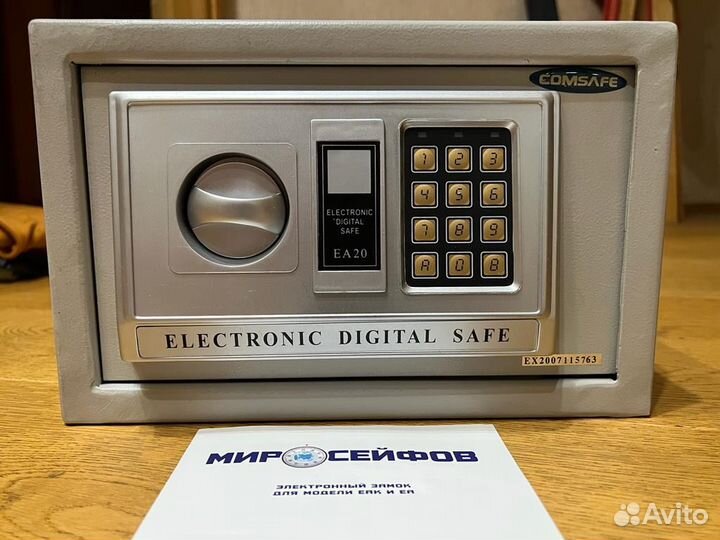 COMSAFE
1 2 3
4 5 6
7 8 9
A 0 B
ELECTRONIC
DIGITAL
SAFE
EA20
ELECTRONIC DIGITAL SAFE
EX2007115763
МИР СЕЙФОВ
ЭЛЕКТРОННЫЙ ЗАМОК
ДЛЯ МОДЕЛИ ЕАК И ЕА
Avito